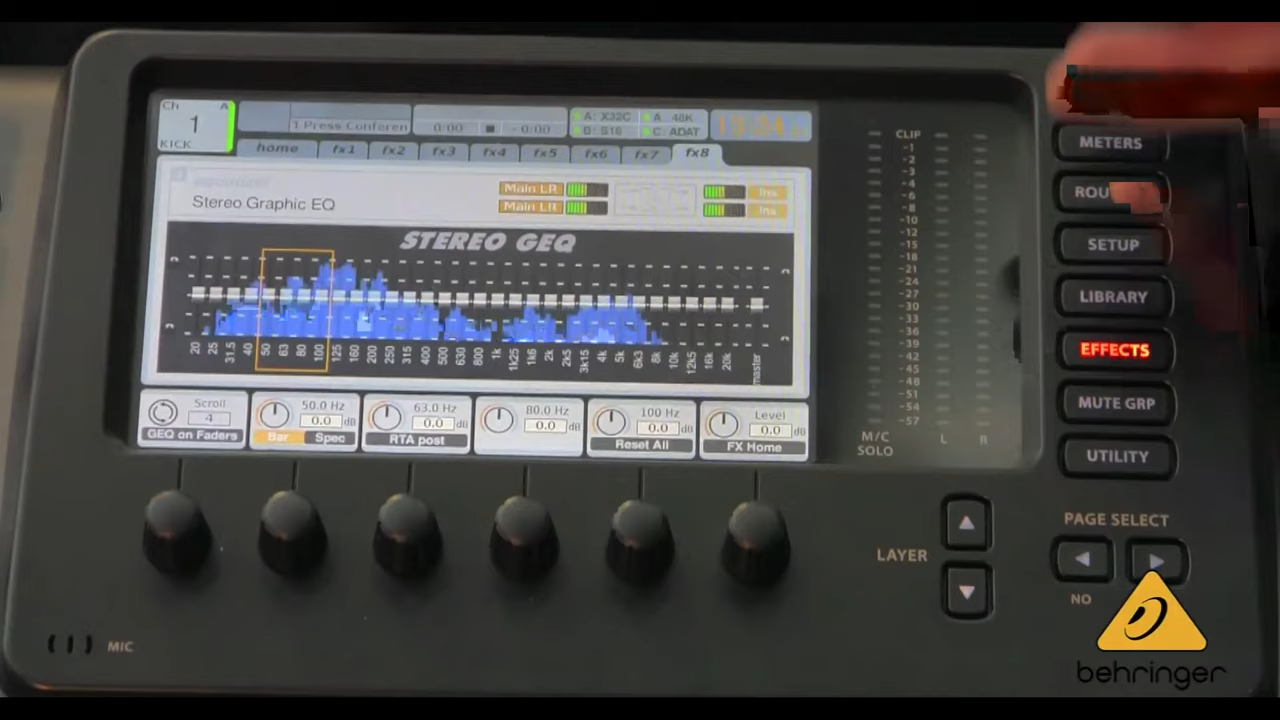 Ch A
1
KICK
1 Press Conferen
0:00 - 0:00
A: X32C A 48K
B: S16 C: ADAT
home fx1 fx2 fx3 fx4 fx5 fx6 fx7 fx8
Stereo Graphic EQ
Main LR Ins
Main LR Ins
STEREO GEQ
20 25 31.5 40 50 63 80 100 125 160 200 250 315 400 500 630 800 1k 1k25 1k6 2k 2k5 3k15 4k 5k 6k3 8k 10k 12k5 16k 20k master
Scroll
4
GEQ on Faders
50.0 Hz
0.0 dB
Bar Spec
63.0 Hz
0.0 dB
RTA post
80.0 Hz
0.0 dB
100 Hz
0.0 dB
Reset All
Level
0.0 dB
FX Home
CLIP
-1
-2
-3
-4
-6
-8
-10
-12
-15
-18
-21
-24
-27
-30
-33
-36
-39
-42
-45
-48
-51
-54
-57
M/C
SOLO
L R
METERS
ROU
SETUP
LIBRARY
EFFECTS
MUTE GRP
UTILITY
LAYER
PAGE SELECT
NO
MIC
behringer